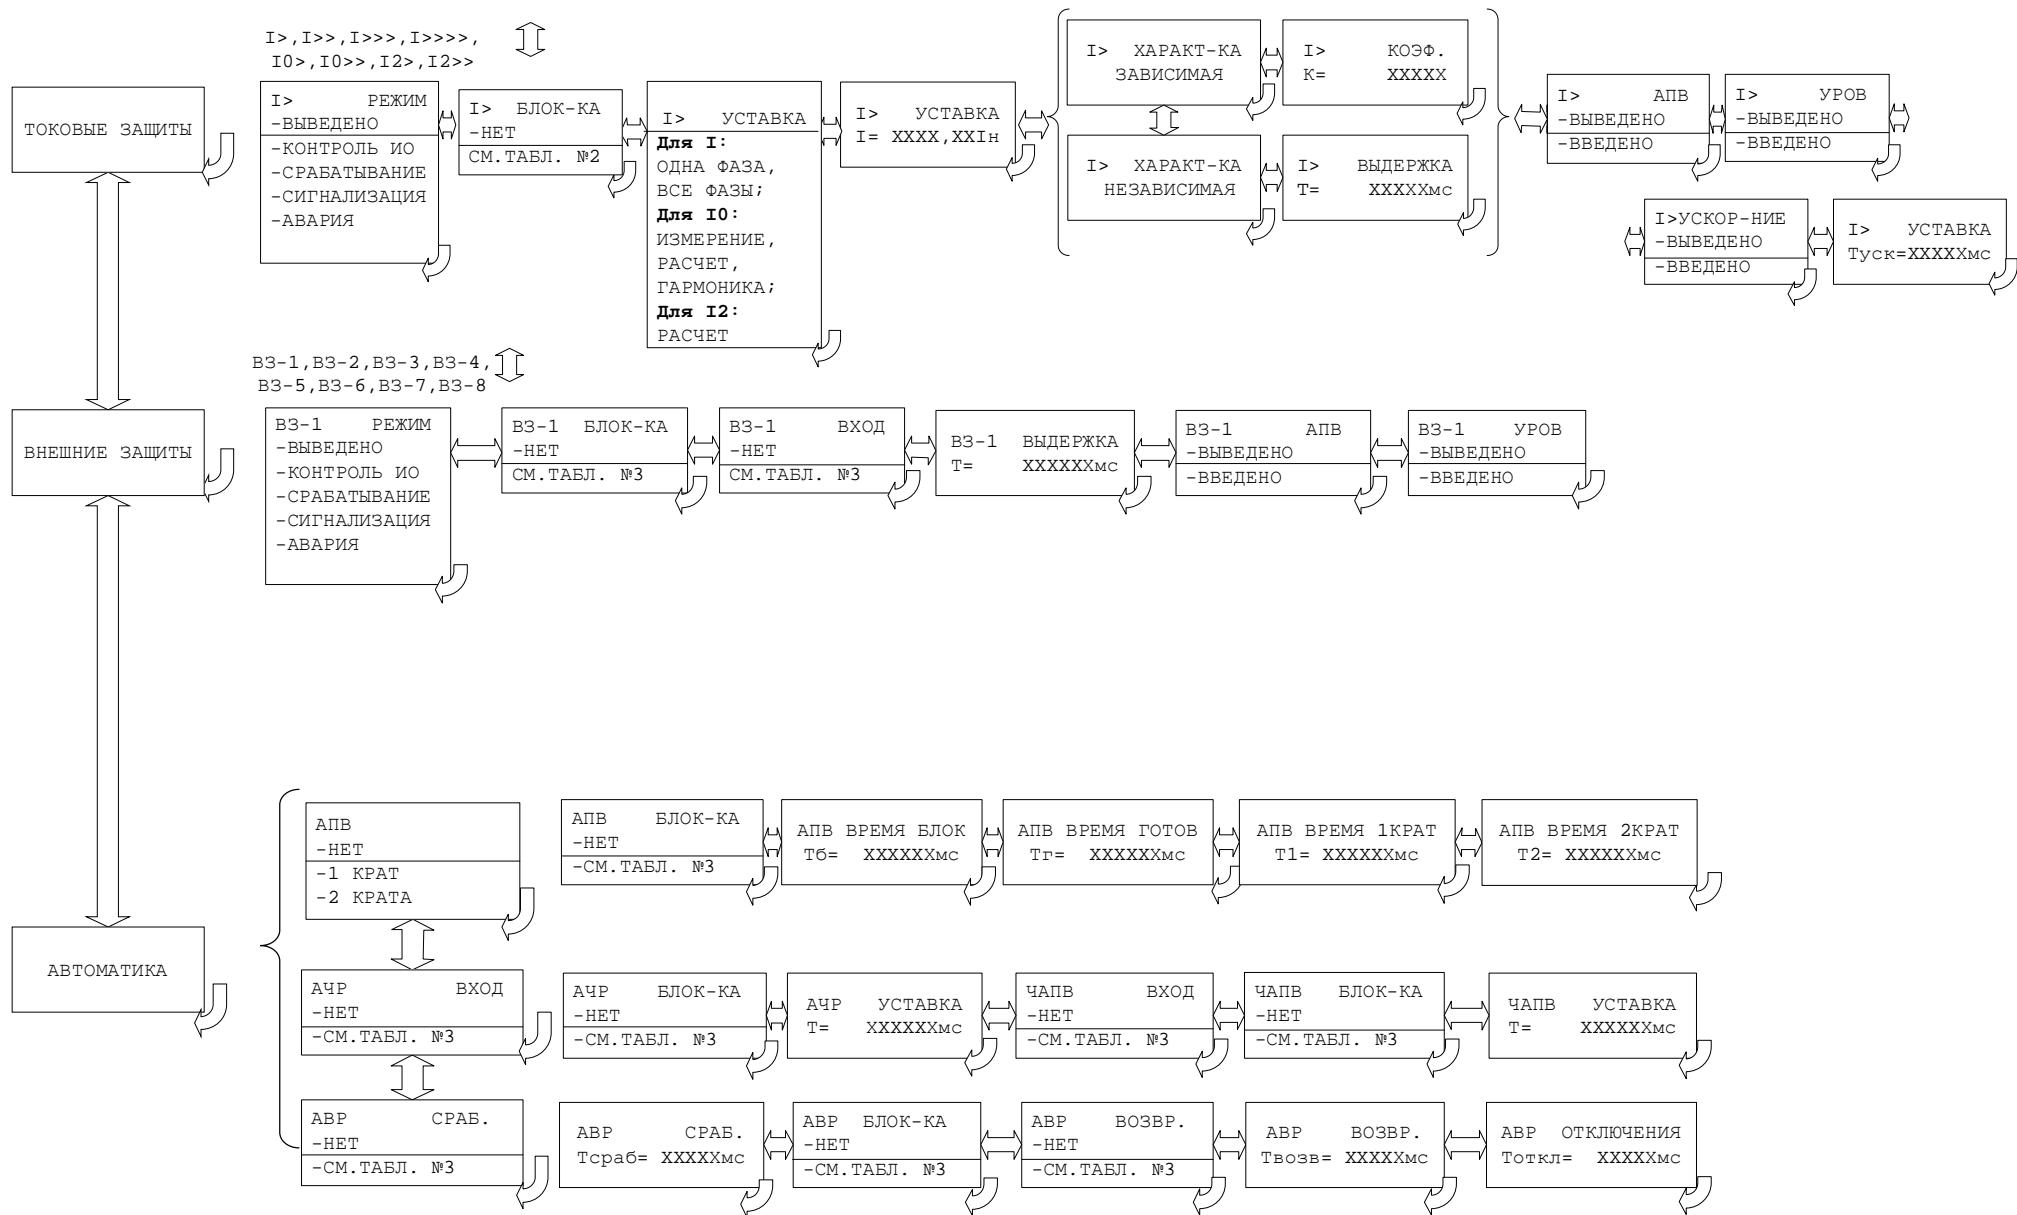 I>,I>>,I>>>,I>>>>,
I0>,I0>>,I2>,I2>>
ТОКОВЫЕ ЗАЩИТЫ
I> РЕЖИМ
-ВЫВЕДЕНО
-КОНТРОЛЬ ИО
-СРАБАТЫВАНИЕ
-СИГНАЛИЗАЦИЯ
-АВАРИЯ
I> БЛОК-КА
-НЕТ
СМ.ТАБЛ. №2
I> УСТАВКА
Для I:
ОДНА ФАЗА,
ВСЕ ФАЗЫ;
Для I0:
ИЗМЕРЕНИЕ,
РАСЧЕТ,
ГАРМОНИКА;
Для I2:
РАСЧЕТ
I> УСТАВКА
I= XXXX,XXIн
I> ХАРАКТ-КА
ЗАВИСИМАЯ
I> КОЭФ.
К= XXXXX
I> ХАРАКТ-КА
НЕЗАВИСИМАЯ
I> ВЫДЕРЖКА
Т= XXXXXмс
I> АПВ
-ВЫВЕДЕНО
-ВВЕДЕНО
I> УРОВ
-ВЫВЕДЕНО
-ВВЕДЕНО
I>УСКОР-НИЕ
-ВЫВЕДЕНО
-ВВЕДЕНО
I> УСТАВКА
Туск=XXXXXмс
ВЗ-1,ВЗ-2,ВЗ-3,ВЗ-4,
ВЗ-5,ВЗ-6,ВЗ-7,ВЗ-8
ВНЕШНИЕ ЗАЩИТЫ
ВЗ-1 РЕЖИМ
-ВЫВЕДЕНО
-КОНТРОЛЬ ИО
-СРАБАТЫВАНИЕ
-СИГНАЛИЗАЦИЯ
-АВАРИЯ
ВЗ-1 БЛОК-КА
-НЕТ
СМ.ТАБЛ. №3
ВЗ-1 ВХОД
-НЕТ
СМ.ТАБЛ. №3
ВЗ-1 ВЫДЕРЖКА
Т= XXXXXXмс
ВЗ-1 АПВ
-ВЫВЕДЕНО
-ВВЕДЕНО
ВЗ-1 УРОВ
-ВЫВЕДЕНО
-ВВЕДЕНО
АВТОМАТИКА
АПВ
-НЕТ
-1 КРАТ
-2 КРАТА
АПВ БЛОК-КА
-НЕТ
-СМ.ТАБЛ. №3
АПВ ВРЕМЯ БЛОК
Тб= XXXXXXмс
АПВ ВРЕМЯ ГОТОВ
Тг= XXXXXXмс
АПВ ВРЕМЯ 1КРАТ
Т1= XXXXXXмс
АПВ ВРЕМЯ 2КРАТ
Т2= XXXXXXмс
АЧР ВХОД
-НЕТ
-СМ.ТАБЛ. №3
АЧР БЛОК-КА
-НЕТ
-СМ.ТАБЛ. №3
АЧР УСТАВКА
Т= XXXXXXмс
ЧАПВ ВХОД
-НЕТ
-СМ.ТАБЛ. №3
ЧАПВ БЛОК-КА
-НЕТ
-СМ.ТАБЛ. №3
ЧАПВ УСТАВКА
Т= XXXXXXмс
АВР СРАБ.
-НЕТ
-СМ.ТАБЛ. №3
АВР СРАБ.
Тсраб= XXXXXмс
АВР БЛОК-КА
-НЕТ
-СМ.ТАБЛ. №3
АВР ВОЗВР.
-НЕТ
-СМ.ТАБЛ. №3
АВР ВОЗВР.
Твозв= XXXXXмс
АВР ОТКЛЮЧЕНИЯ
Тоткл= XXXXXмс